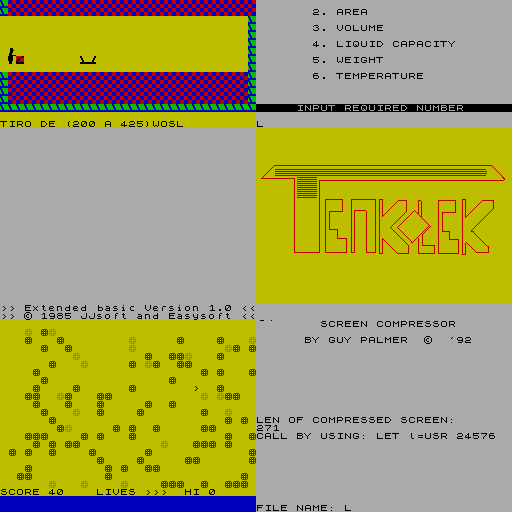 2. AREA
3. VOLUME
4. LIQUID CAPACITY
5. WEIGHT
6. TEMPERATURE
INPUT REQUIRED NUMBER
TIRO DE (200 A 425)WOSL
L
TENKLEK
>> Extended basic Version 1.0 <<
>> © 1985 JJsoft and Easysoft <<
SCREEN COMPRESSOR
BY GUY PALMER © '92
LEN OF COMPRESSED SCREEN:
271
CALL BY USING: LET l=USR 24576
SCORE 40 LIVES >>> HI 0
FILE NAME: L